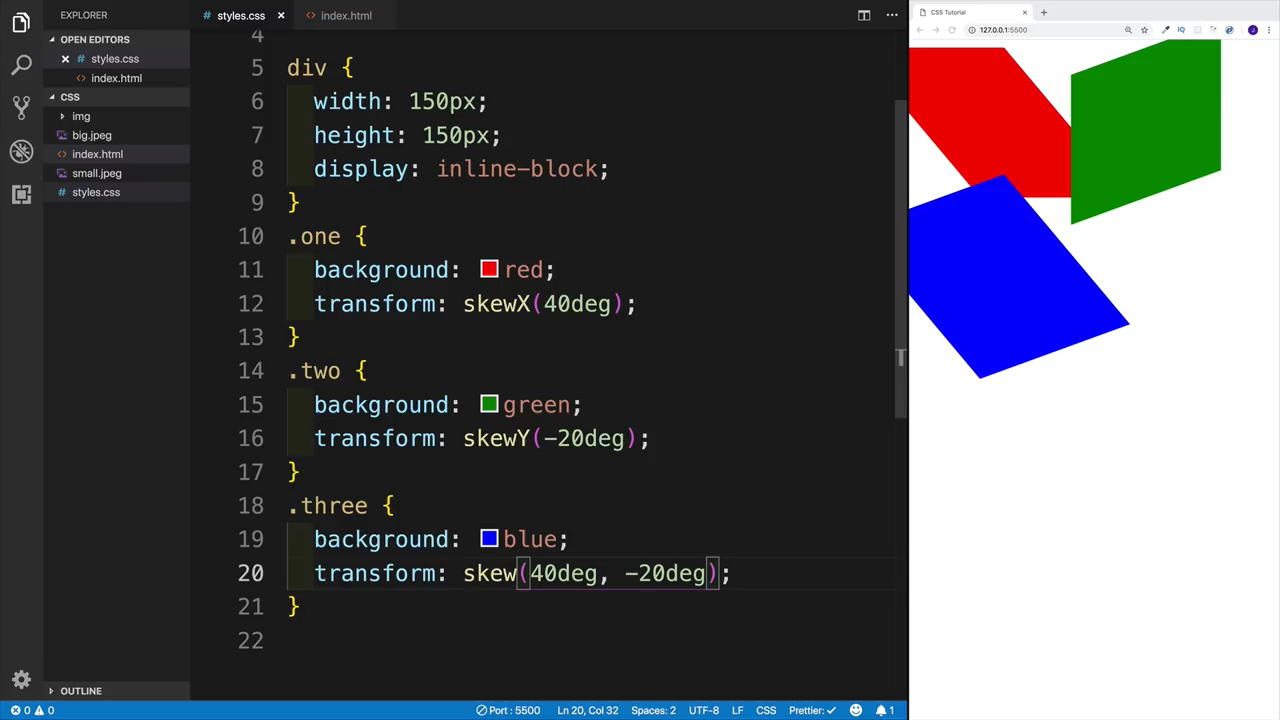 EXPLORER
OPEN EDITORS
styles.css
index.html
CSS
img
big.jpeg
index.html
small.jpeg
styles.css
OUTLINE
styles.css
index.html
4
5 div {
6 width: 150px;
7 height: 150px;
8 display: inline-block;
9 }
10 .one {
11 background: red;
12 transform: skewX(40deg);
13 }
14 .two {
15 background: green;
16 transform: skewY(-20deg);
17 }
18 .three {
19 background: blue;
20 transform: skew(40deg, -20deg);
21 }
22
CSS Tutorial
127.0.0.1:5500
IQ
J
0 0
Port : 5500
Ln 20, Col 32
Spaces: 2
UTF-8
LF
CSS
Prettier: ✓
1